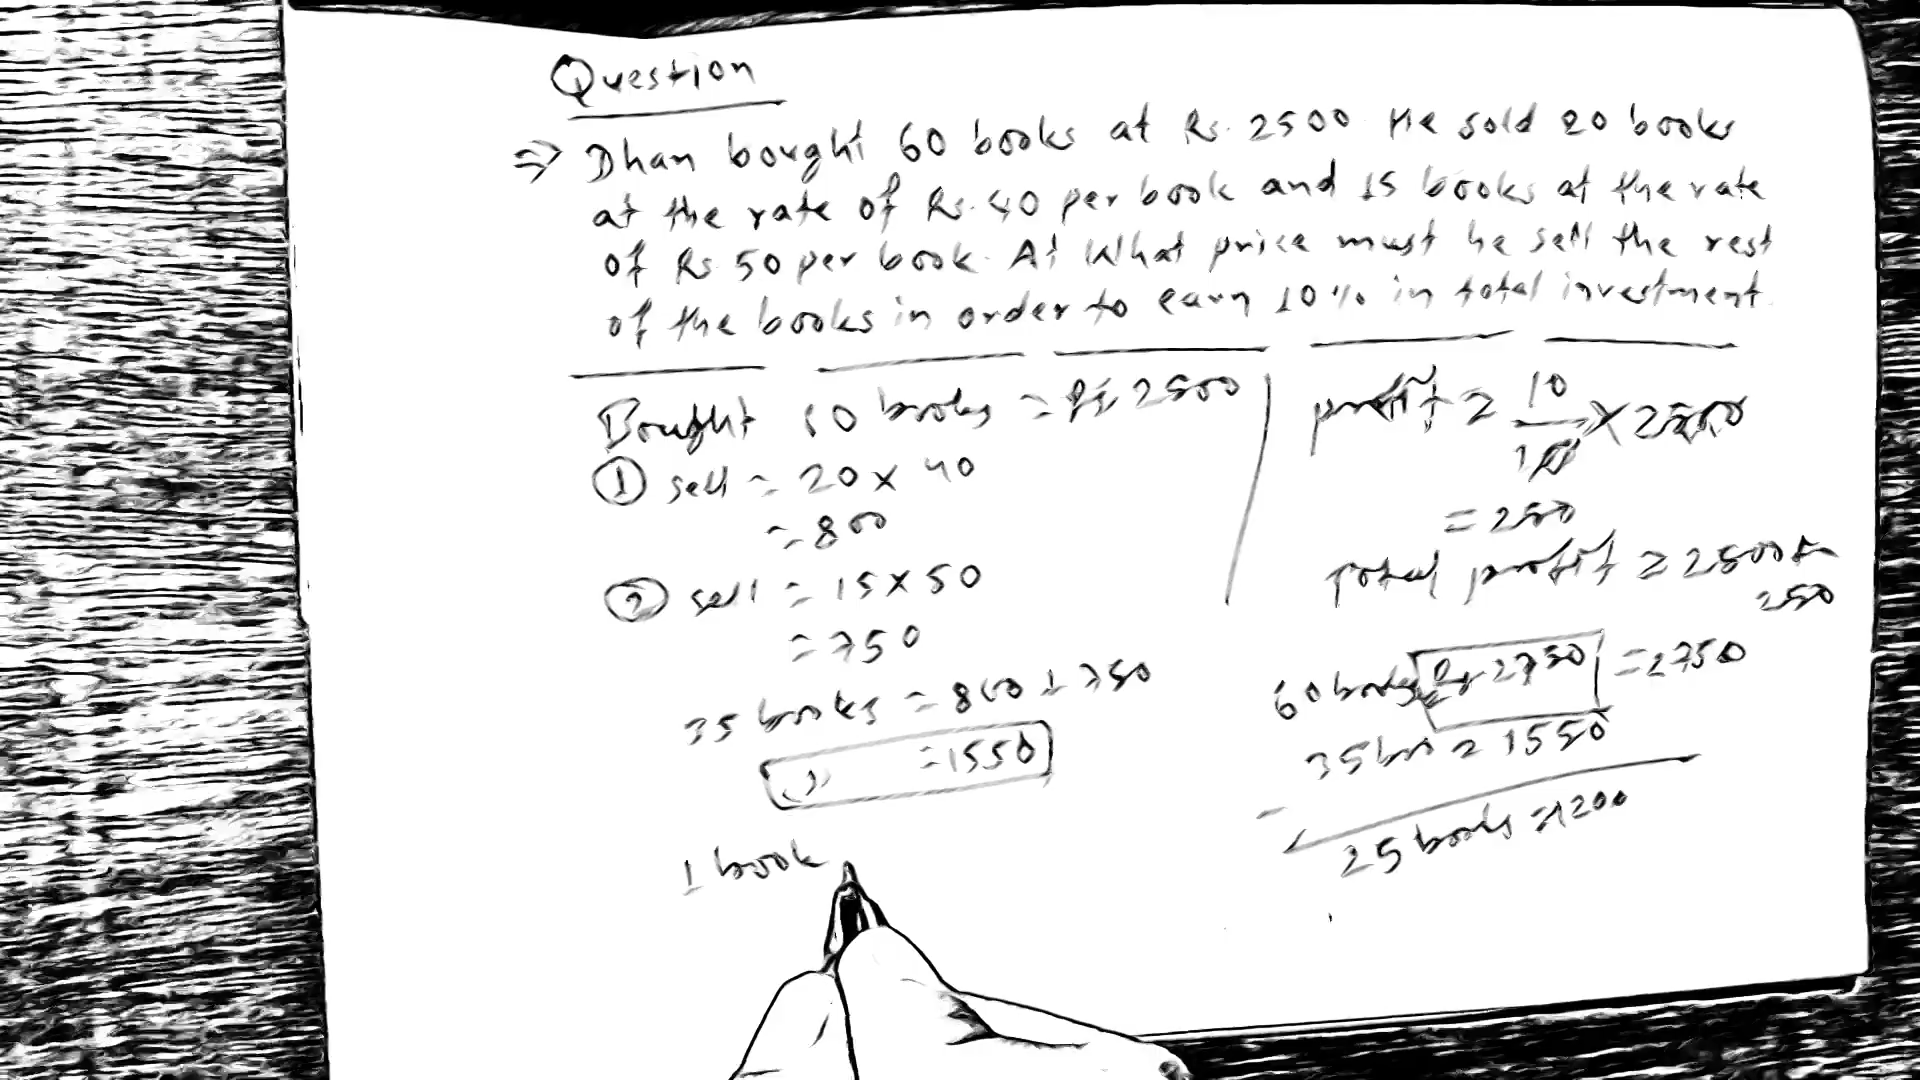 Question
⇒ Dhan bought 60 books at Rs. 2500. He sold 20 books
at the rate of Rs. 40 per book and 15 books at the rate
of Rs 50 per book. At what price must he sell the rest
of the books in order to earn 10% in total investment.
Bought 60 books = Rs 2500
① sell = 20 x 40
= 800
② sell = 15 x 50
= 750
35 books = 800 + 750
= 1550
1 book
profit = 10/100 x 2500
= 250
Total profit = 2500 +
250
60 books Rs 2750 = 2750
35 = 1550
-
25 books = 1200